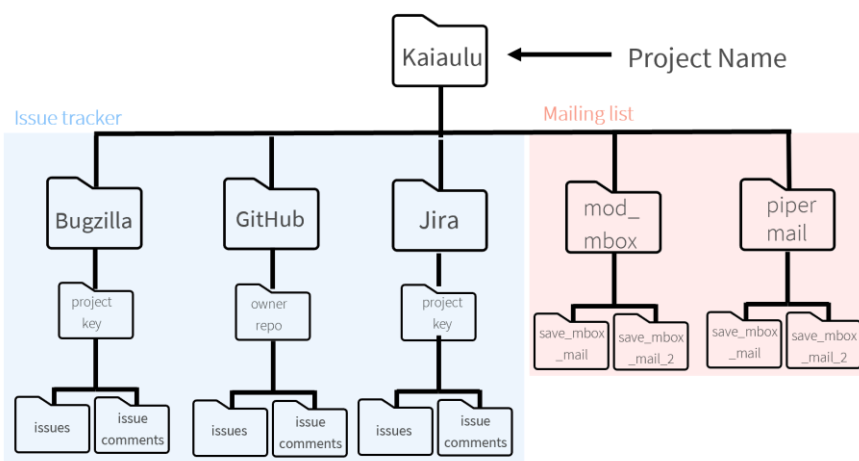 Kaiaulu
Project Name
Issue tracker
Mailing list
Bugzilla
GitHub
Jira
mod_
mbox
piper
mail
project
key
owner
repo
project
key
save_mbox
_mail
save_mbox
_mail_2
save_mbox
_mail
save_mbox
_mail_2
issues
issue
comments
issues
issue
comments
issues
issue
comments